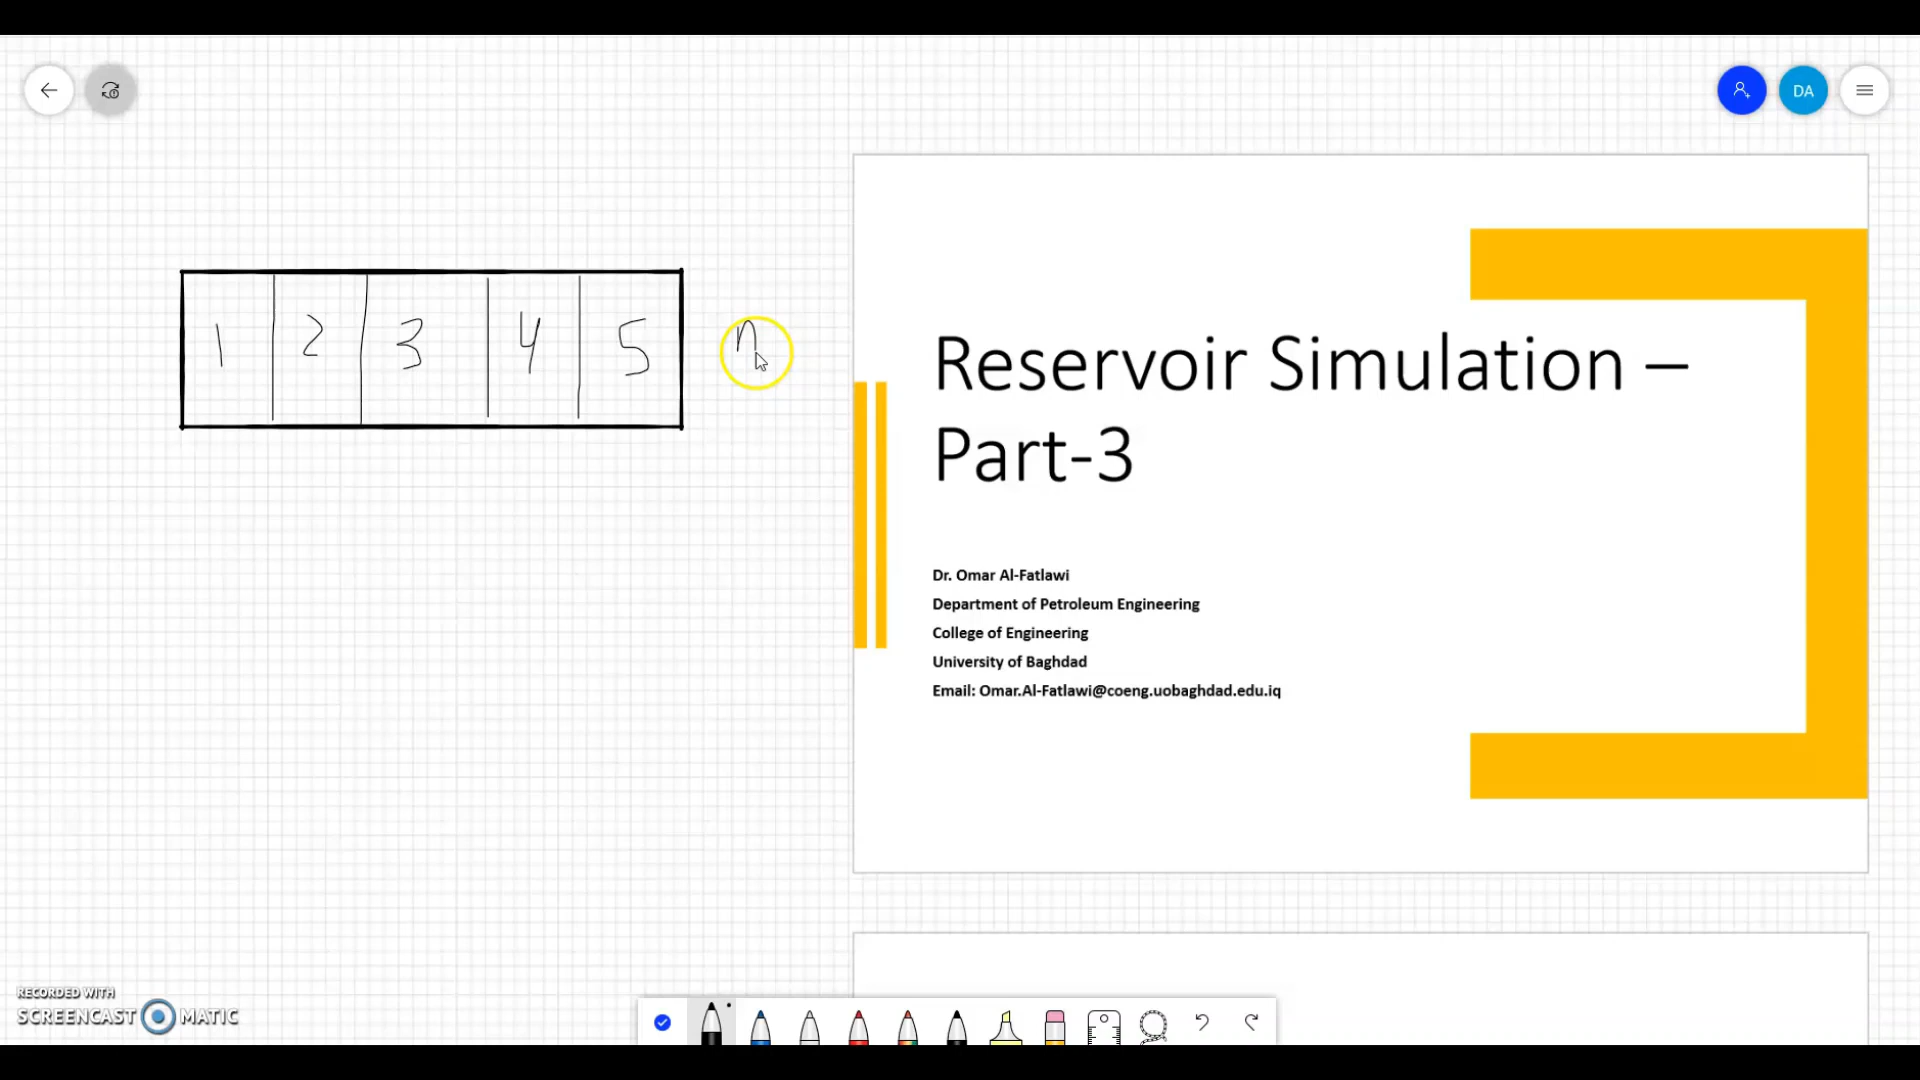 DA
1 2 3 4 5 n
Reservoir Simulation –
Part-3
Dr. Omar Al-Fatlawi
Department of Petroleum Engineering
College of Engineering
University of Baghdad
Email: Omar.Al-Fatlawi@coeng.uobaghdad.edu.iq
RECORDED WITH
SCREENCAST MATIC